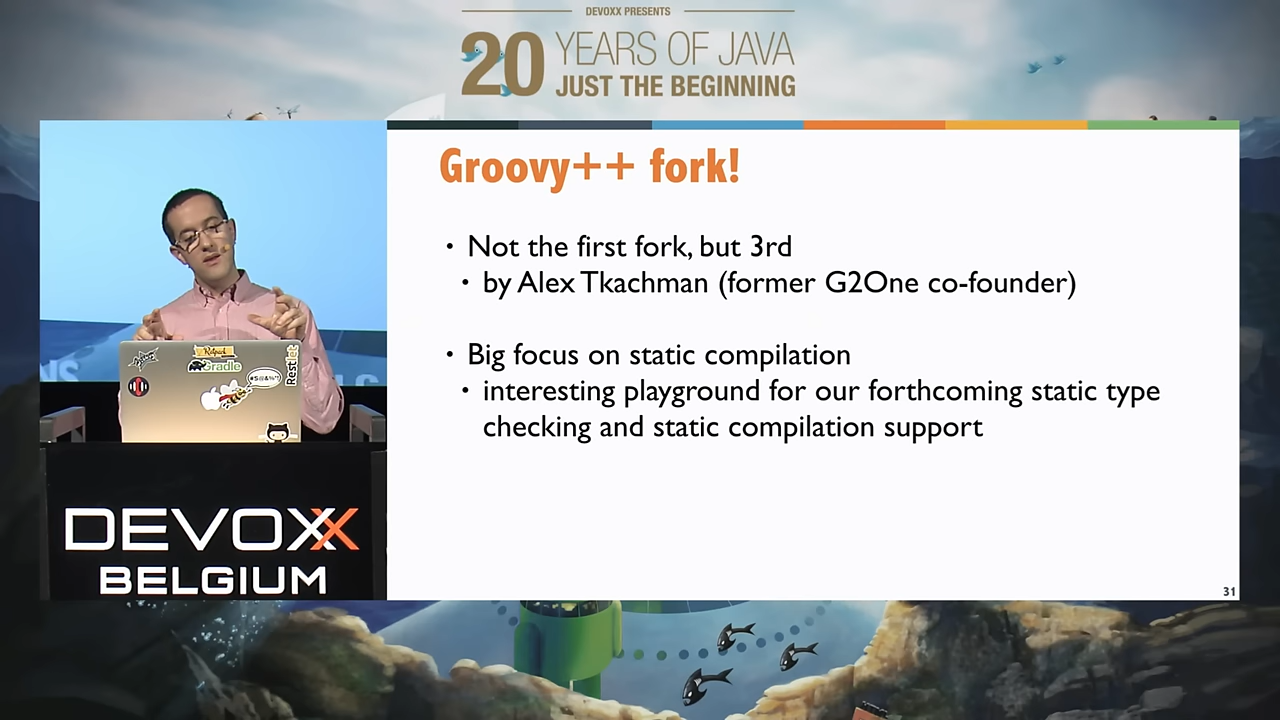 DEVOXX PRESENTS
20 YEARS OF JAVA
JUST THE BEGINNING
Groovy++ fork!
• Not the first fork, but 3rd
• by Alex Tkachman (former G2One co-founder)
• Big focus on static compilation
• interesting playground for our forthcoming static type
checking and static compilation support
31
Ratpack
Gradle
Restlet
#$@&%*!
DEVOXX
BELGIUM